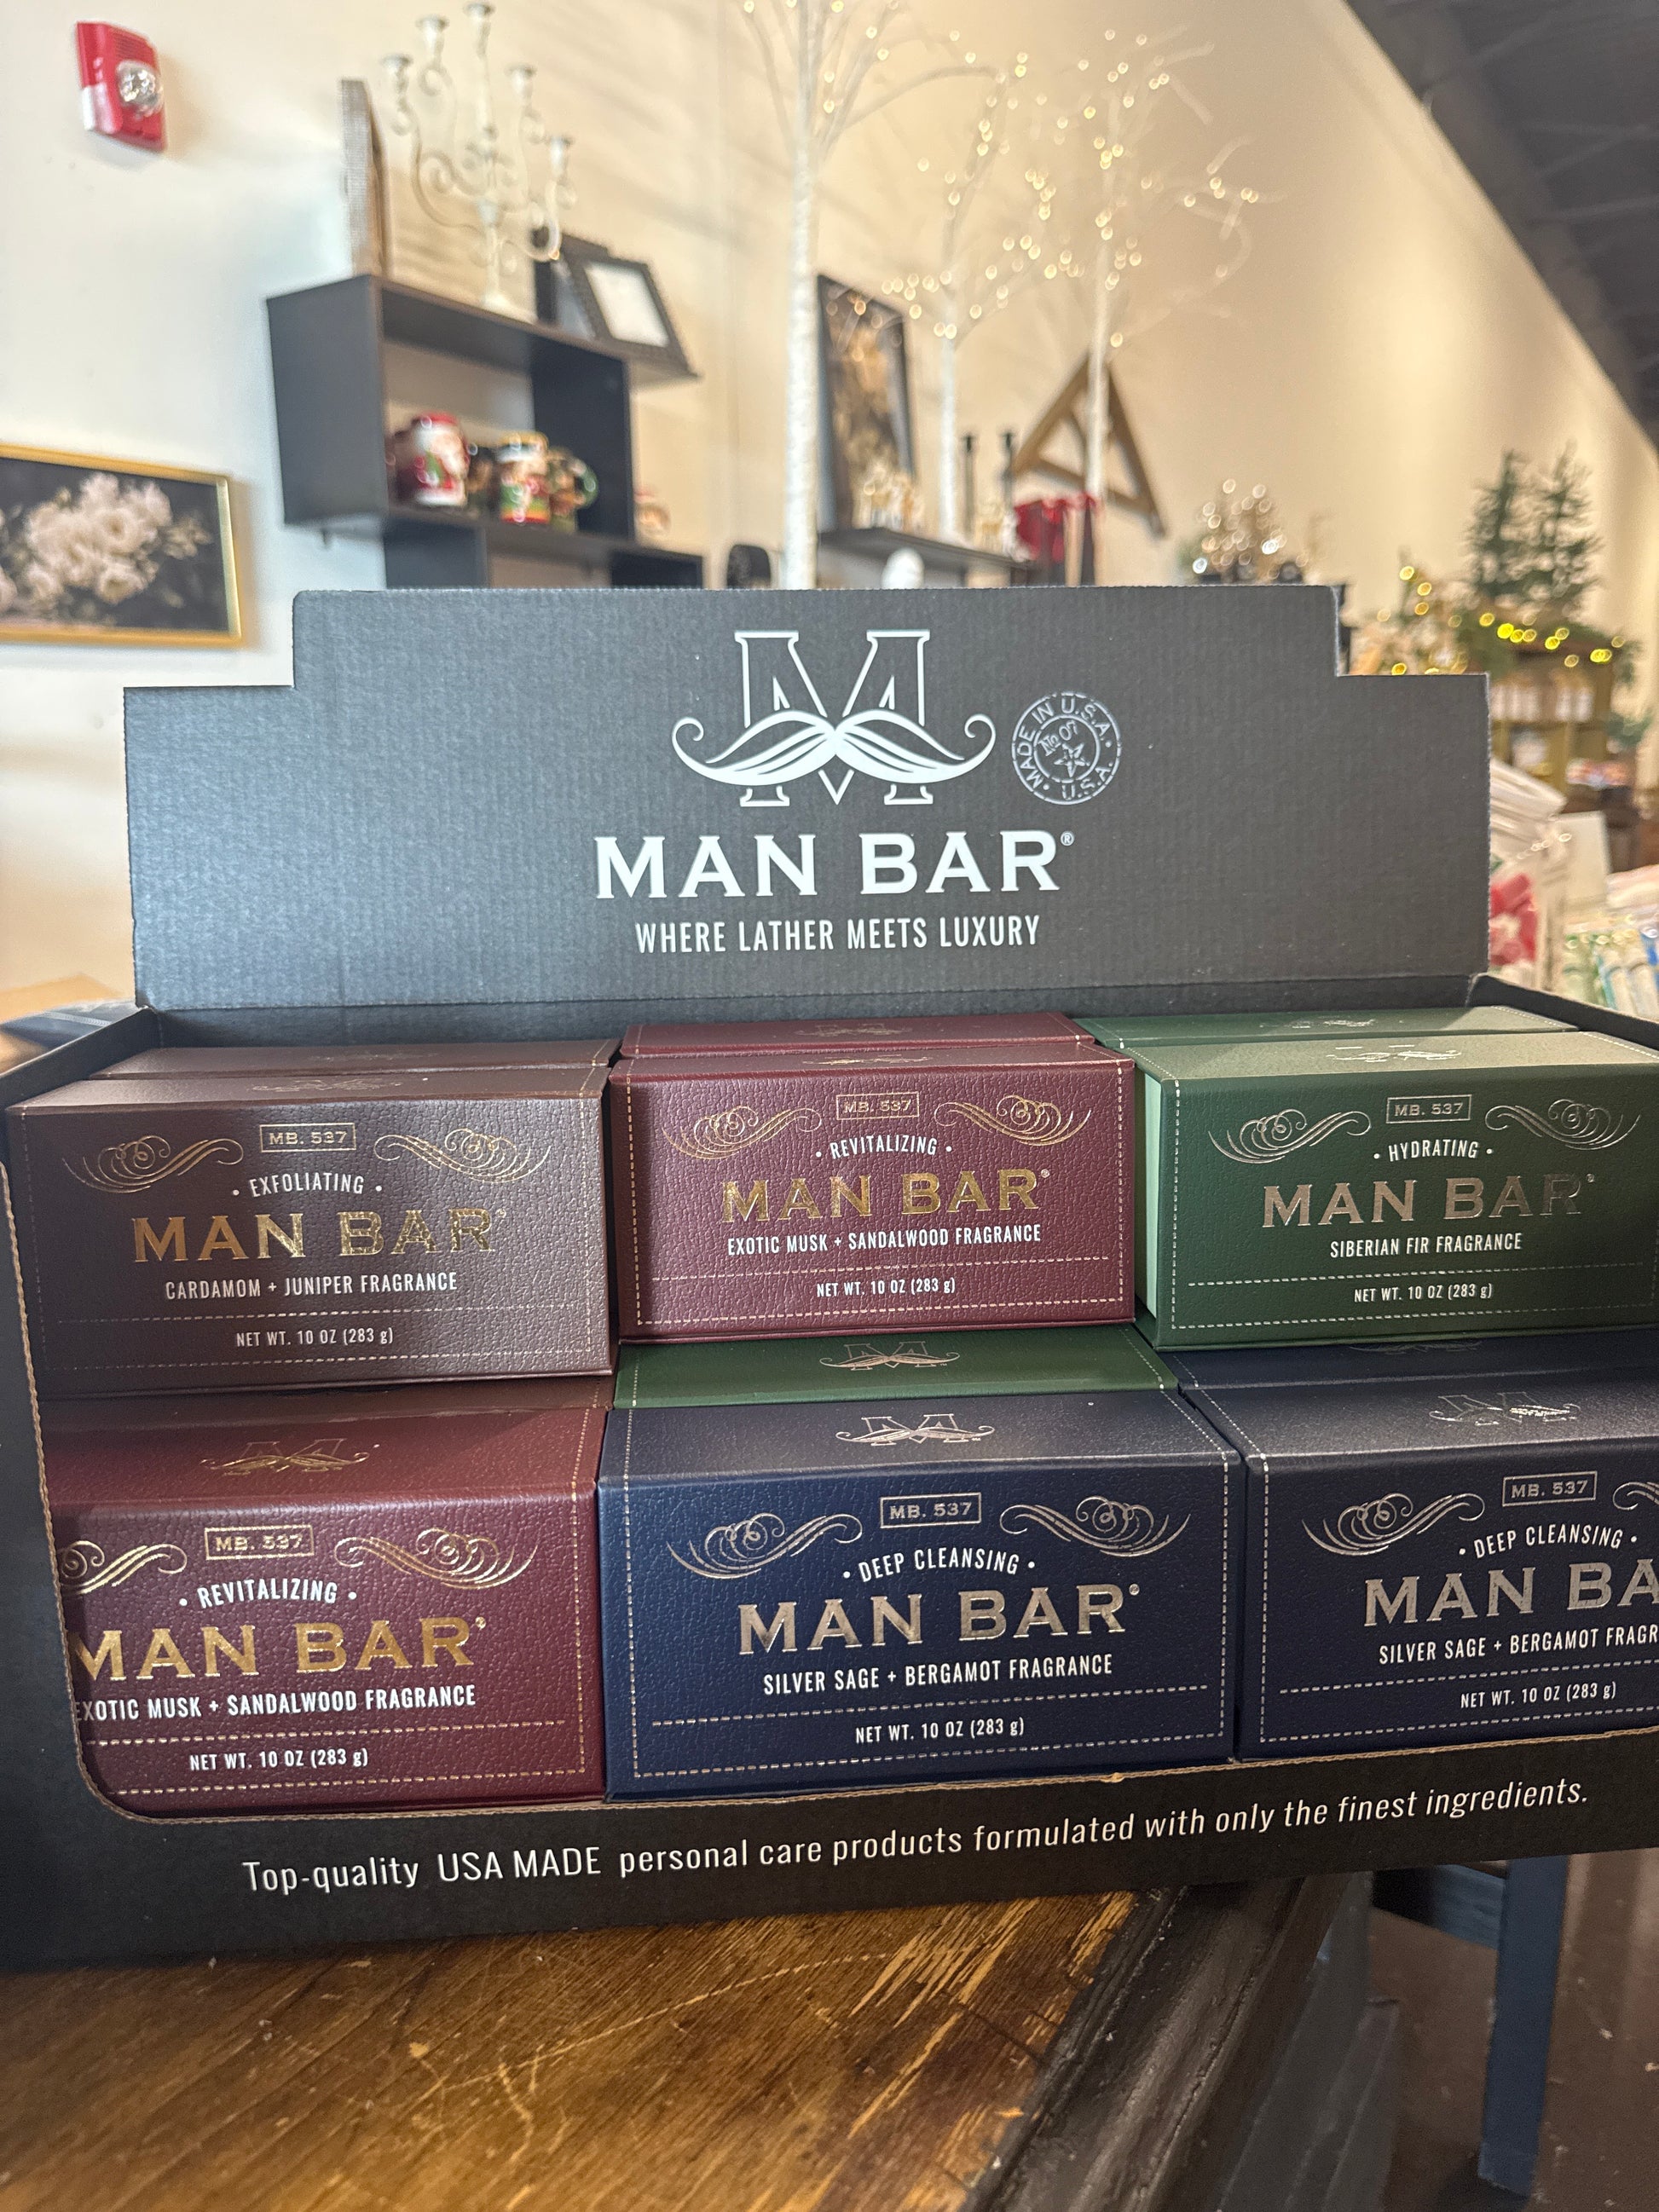 M
MADE IN U.S.A.
No 07
U.S.A.
MAN BAR®
WHERE LATHER MEETS LUXURY
MB. 537
• EXFOLIATING •
MAN BAR®
CARDAMOM + JUNIPER FRAGRANCE
NET WT. 10 OZ (283 g)
MB. 537
• REVITALIZING •
MAN BAR®
EXOTIC MUSK + SANDALWOOD FRAGRANCE
NET WT. 10 OZ (283 g)
MB. 537
• HYDRATING •
MAN BAR®
SIBERIAN FIR FRAGRANCE
NET WT. 10 OZ (283 g)
MB. 537
• REVITALIZING •
MAN BAR®
EXOTIC MUSK + SANDALWOOD FRAGRANCE
NET WT. 10 OZ (283 g)
MB. 537
• DEEP CLEANSING •
MAN BAR®
SILVER SAGE + BERGAMOT FRAGRANCE
NET WT. 10 OZ (283 g)
MB. 537
• DEEP CLEANSING •
MAN BA
SILVER SAGE + BERGAMOT FRAGR
NET WT. 10 OZ (283 g)
Top-quality USA MADE personal care products formulated with only the finest ingredients.